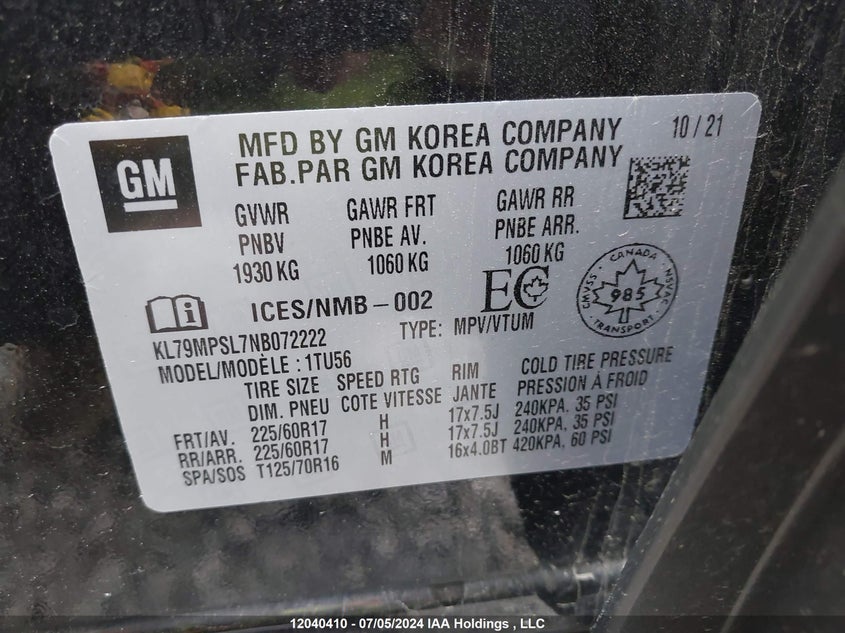 GM
MFD BY GM KOREA COMPANY 10/21
FAB.PAR GM KOREA COMPANY
GVWR GAWR FRT GAWR RR
PNBV PNBE AV. PNBE ARR.
1930 KG 1060 KG 1060 KG
ICES/NMB-002 EC
CANADA
CMVSS 985 NSVAC
TRANSPORT
KL79MPSL7NB072222 TYPE: MPV/VTUM
MODEL/MODÈLE: 1TU56
TIRE SIZE SPEED RTG RIM COLD TIRE PRESSURE
DIM. PNEU COTE VITESSE JANTE PRESSION À FROID
FRT/AV. 225/60R17 H 17x7.5J 240KPA, 35 PSI
RR/ARR. 225/60R17 H 17x7.5J 240KPA, 35 PSI
SPA/SOS T125/70R16 M 16x4.0BT 420KPA, 60 PSI
12040410 - 07/05/2024 IAA Holdings , LLC